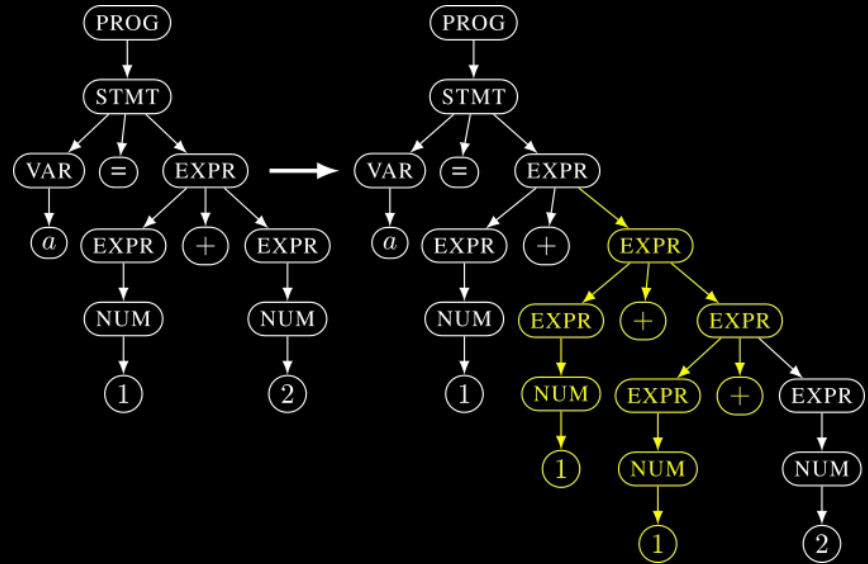 PROG PROG
STMT STMT
VAR = EXPR VAR = EXPR
a EXPR + EXPR a EXPR + EXPR
NUM NUM NUM EXPR + EXPR
1 2 1 NUM EXPR + EXPR
1 NUM NUM
1 2